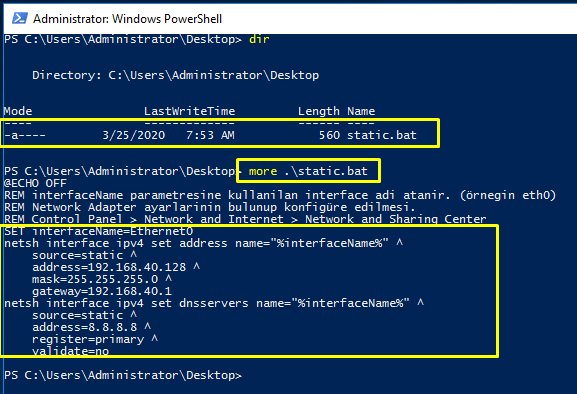 Administrator: Windows PowerShell
PS C:\Users\Administrator\Desktop> dir
Directory: C:\Users\Administrator\Desktop
Mode LastWriteTime Length Name
---- ------------- ------ ----
-a---- 3/25/2020 7:53 AM 560 static.bat
PS C:\Users\Administrator\Desktop> more .\static.bat
@ECHO OFF
REM interfaceName parametresine kullanilan interface adi atanir. (örnegin eth0)
REM Network Adapter ayarlarinin bulunup konfigüre edilmesi.
REM Control Panel > Network and Internet > Network and Sharing Center
SET interfaceName=Ethernet0
netsh interface ipv4 set address name="%interfaceName%" ^
source=static ^
address=192.168.40.128 ^
mask=255.255.255.0 ^
gateway=192.168.40.1
netsh interface ipv4 set dnsservers name="%interfaceName%" ^
source=static ^
address=8.8.8.8 ^
register=primary ^
validate=no
PS C:\Users\Administrator\Desktop>